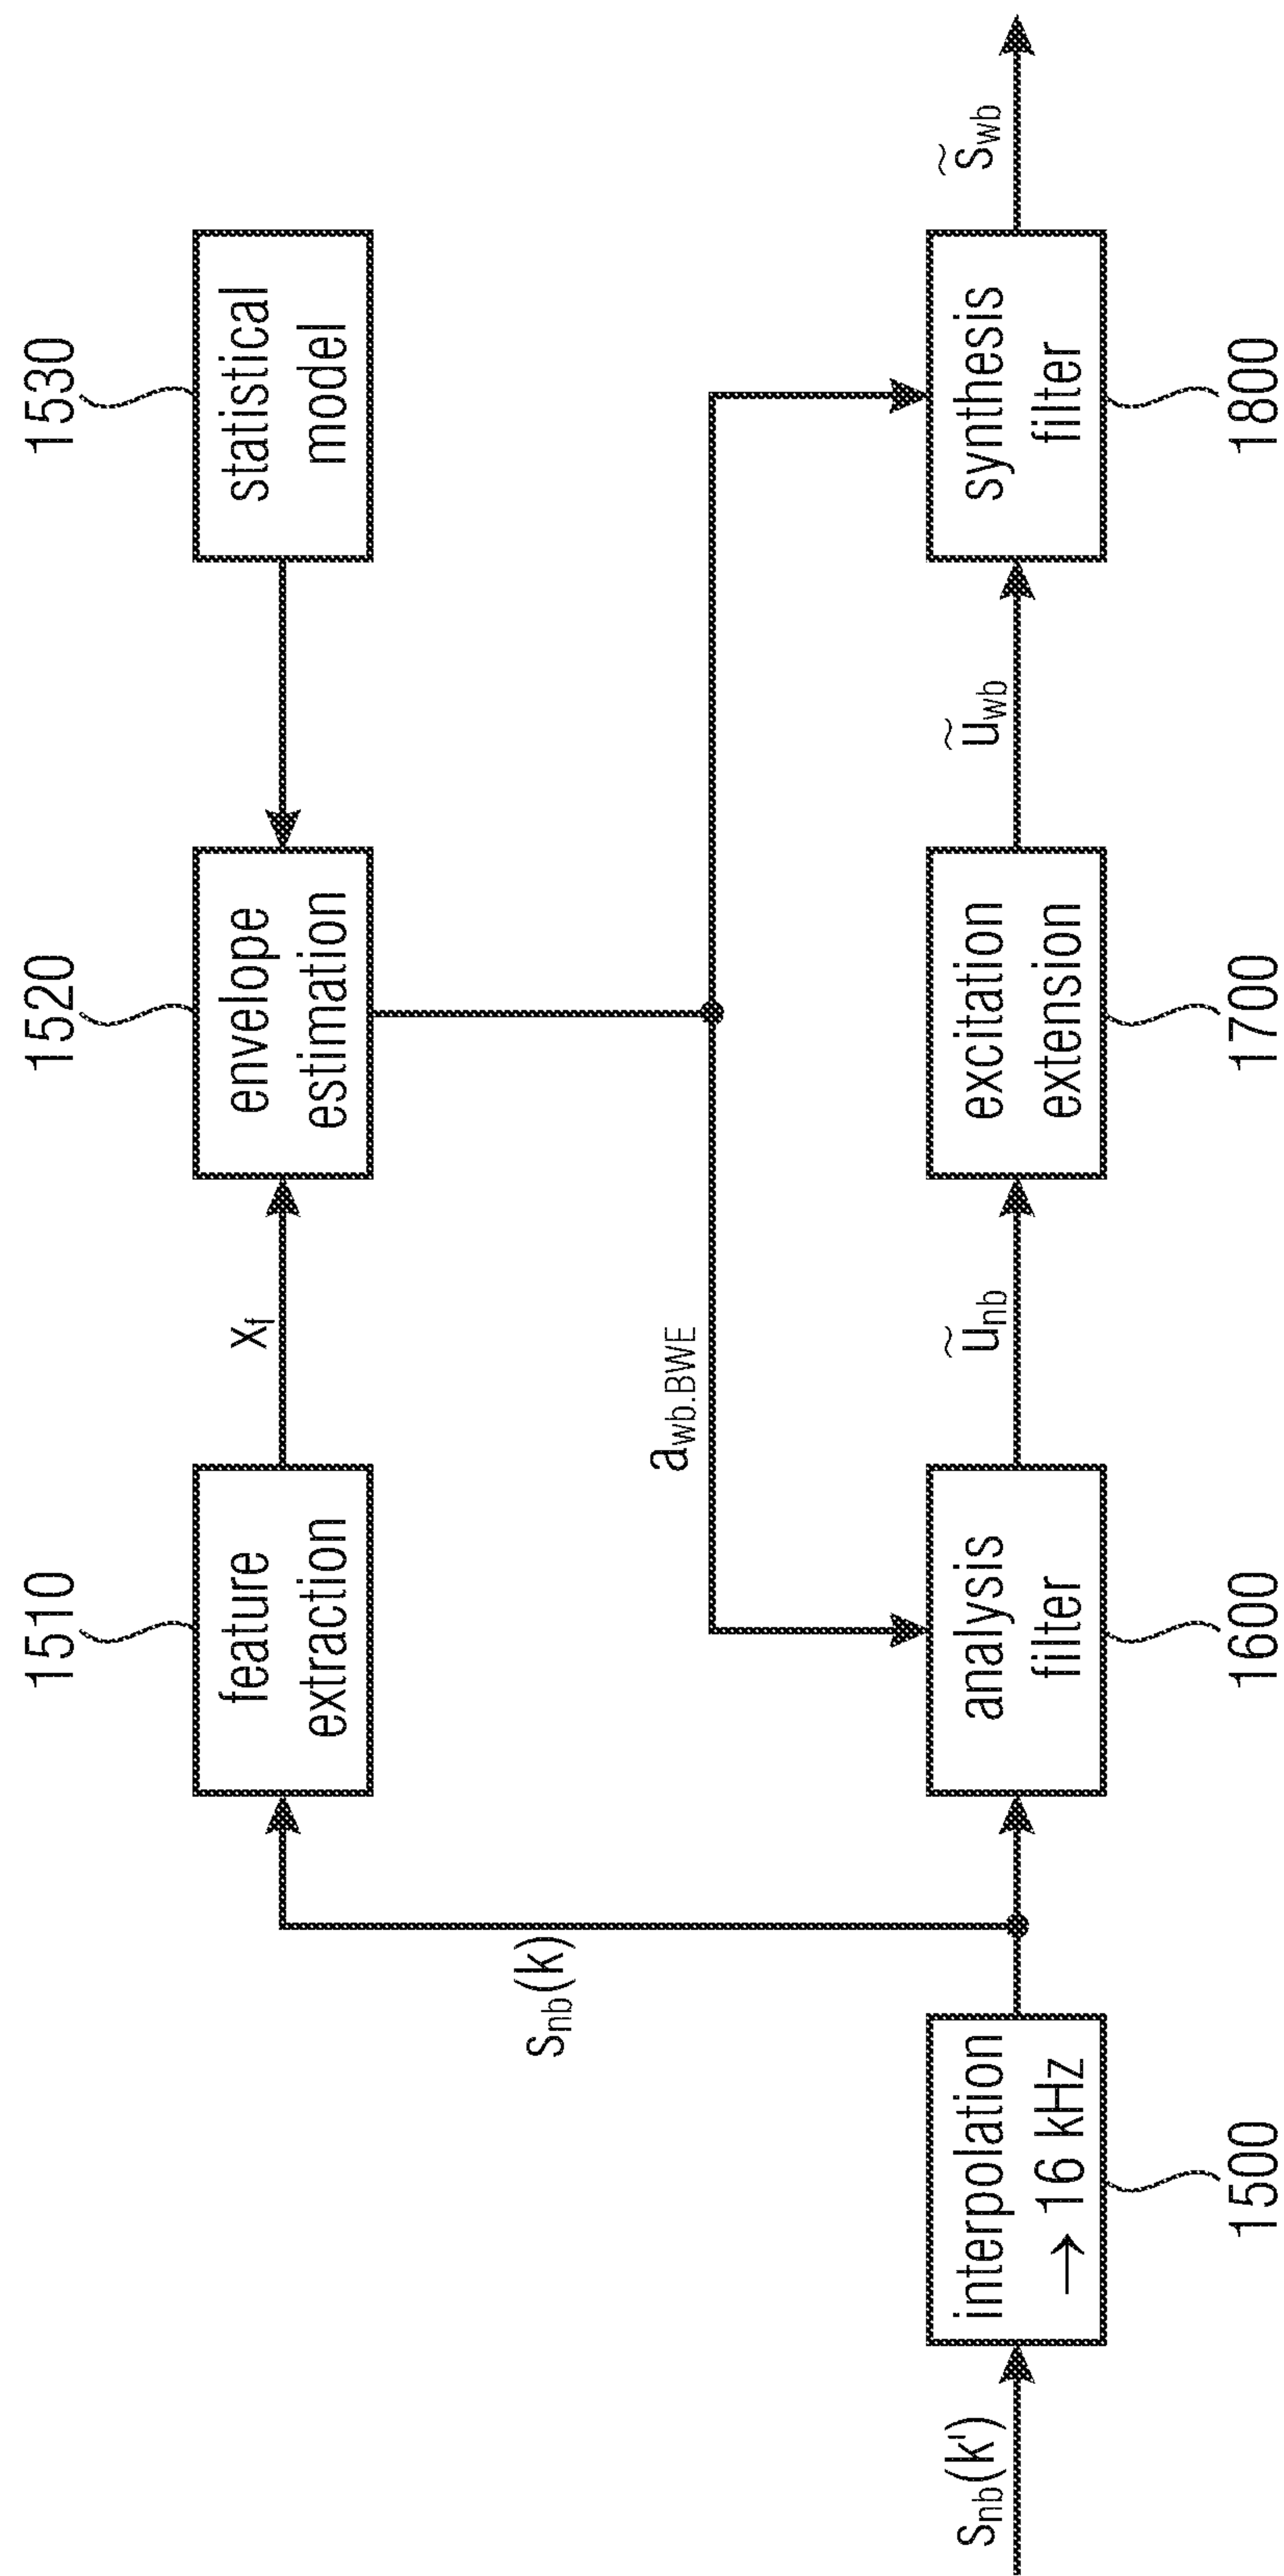 1510
1520
1530
feature
extraction
x_f
envelope
estimation
statistical
model
s_nb(k)
a_wb.BWE
s_nb(k')
interpolation
→ 16 kHz
analysis
filter
ũ_nb
excitation
extension
ũ_wb
synthesis
filter
s̃_wb
1500
1600
1700
1800